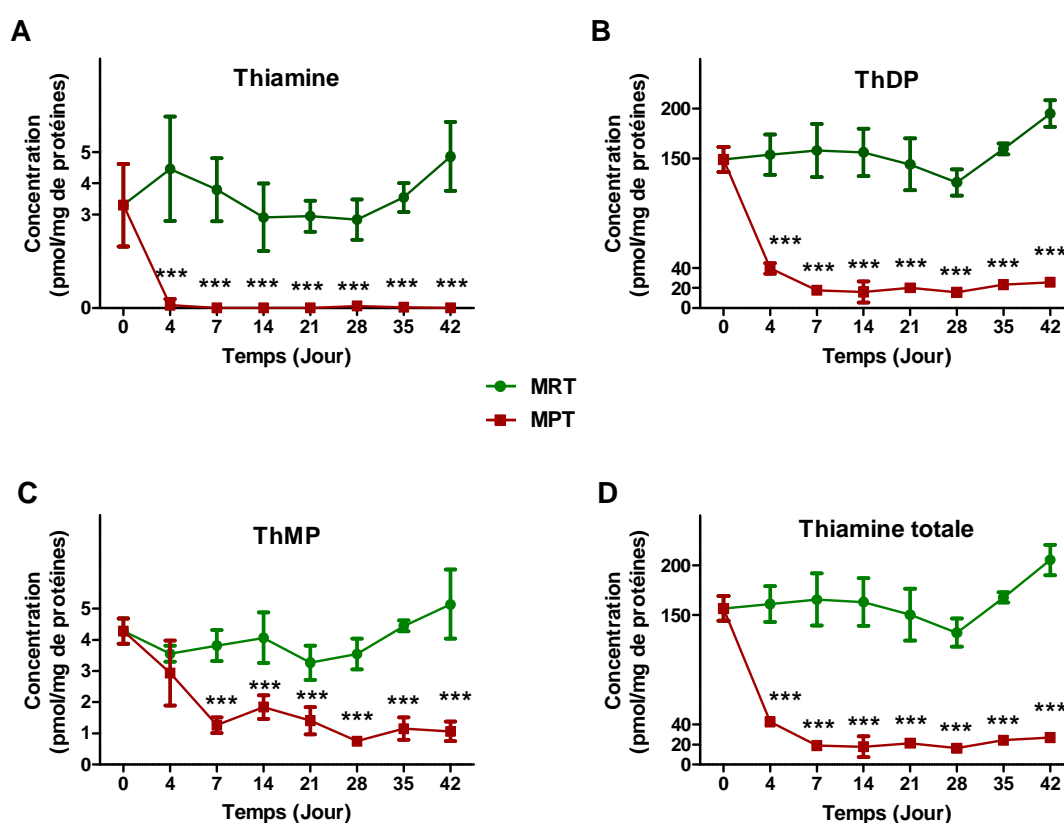 A
Thiamine
Concentration
(pmol/mg de protéines)
5
4
3
0
*** *** *** *** *** *** ***
0 4 7 14 21 28 35 42
Temps (Jour)
B
ThDP
Concentration
(pmol/mg de protéines)
200
150
40
20
0
*** *** *** *** *** *** ***
0 4 7 14 21 28 35 42
Temps (Jour)
MRT
MPT
C
ThMP
Concentration
(pmol/mg de protéines)
5
4
3
2
1
0
*** *** *** *** *** ***
0 4 7 14 21 28 35 42
Temps (Jour)
D
Thiamine totale
Concentration
(pmol/mg de protéines)
200
150
40
20
0
*** *** *** *** *** *** ***
0 4 7 14 21 28 35 42
Temps (Jour)